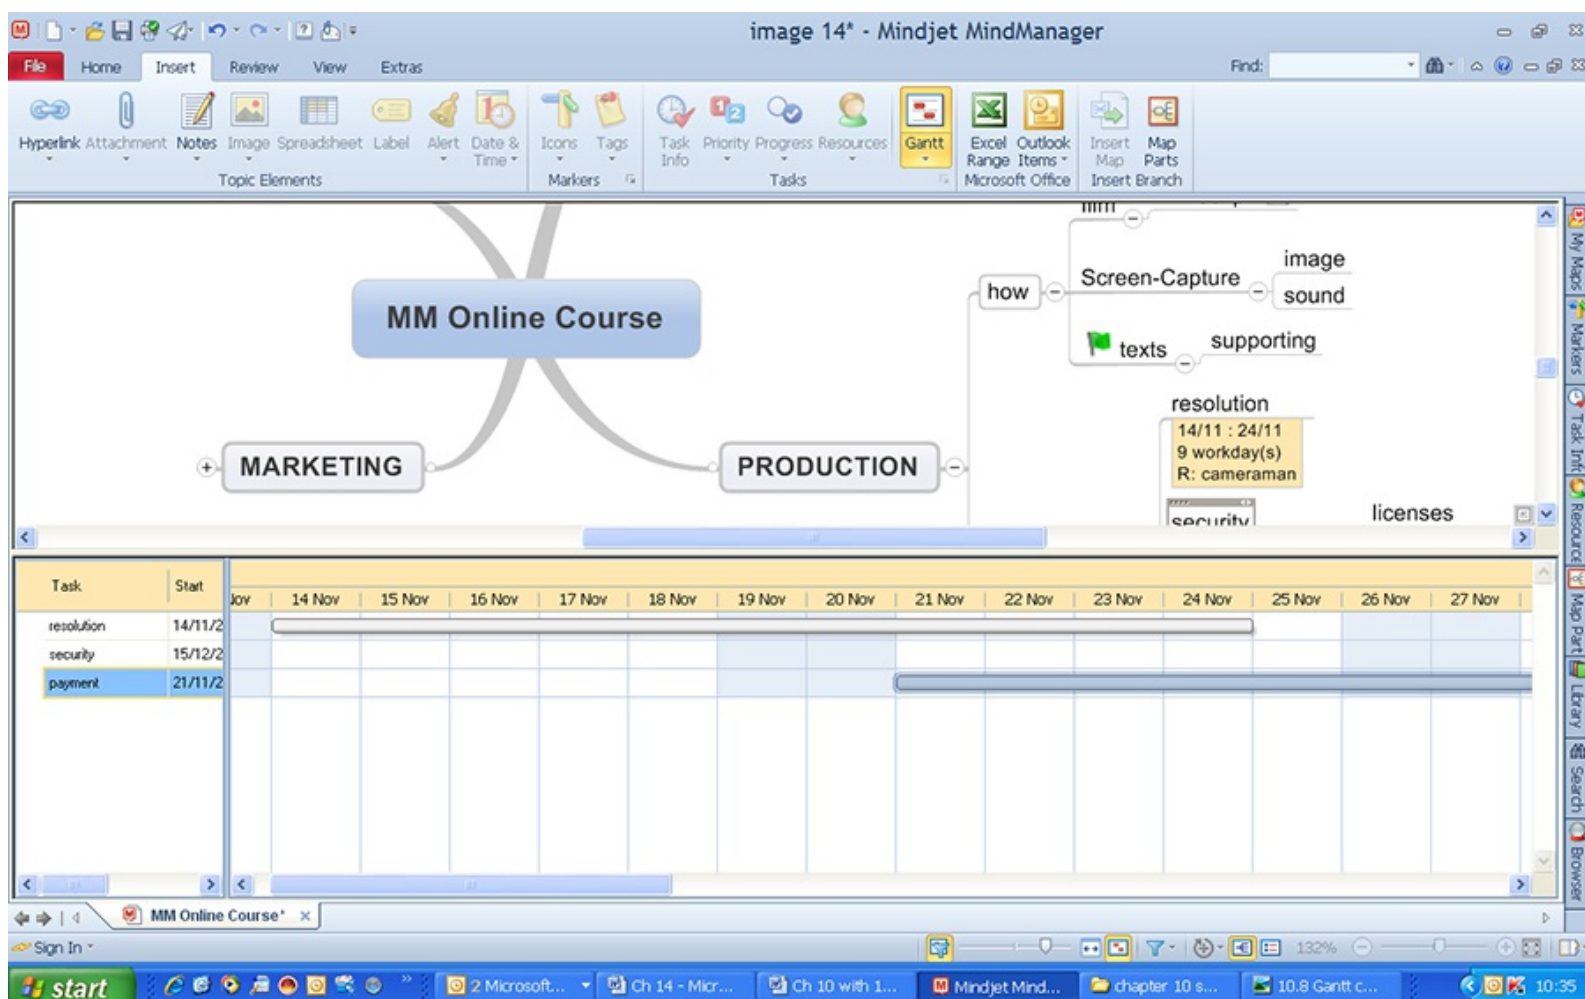 image 14* - Mindjet MindManager
File Home Insert Review View Extras Find:
Hyperlink Attachment Notes Image Spreadsheet Label Alert Date & Time Icons Tags Task Info Priority Progress Resources Gantt Excel Range Outlook Items Insert Map Map Parts
Topic Elements Markers Tasks Microsoft Office Insert Branch
how
Screen-Capture
image
sound
texts
supporting
MM Online Course
MARKETING
PRODUCTION
resolution
14/11 : 24/11
9 workday(s)
R: cameraman
security
licenses
My Maps
Markers
Task Info
Resource
Map Part
Library
Search
Browser
Task Start
Nov 14 Nov 15 Nov 16 Nov 17 Nov 18 Nov 19 Nov 20 Nov 21 Nov 22 Nov 23 Nov 24 Nov 25 Nov 26 Nov 27 Nov
resolution 14/11/2
security 15/12/2
payment 21/11/2
MM Online Course*
Sign In 132%
start 2 Microsoft... Ch 14 - Micr... Ch 10 with 1... Mindjet Mind... chapter 10 s... 10.8 Gantt c... 10:35